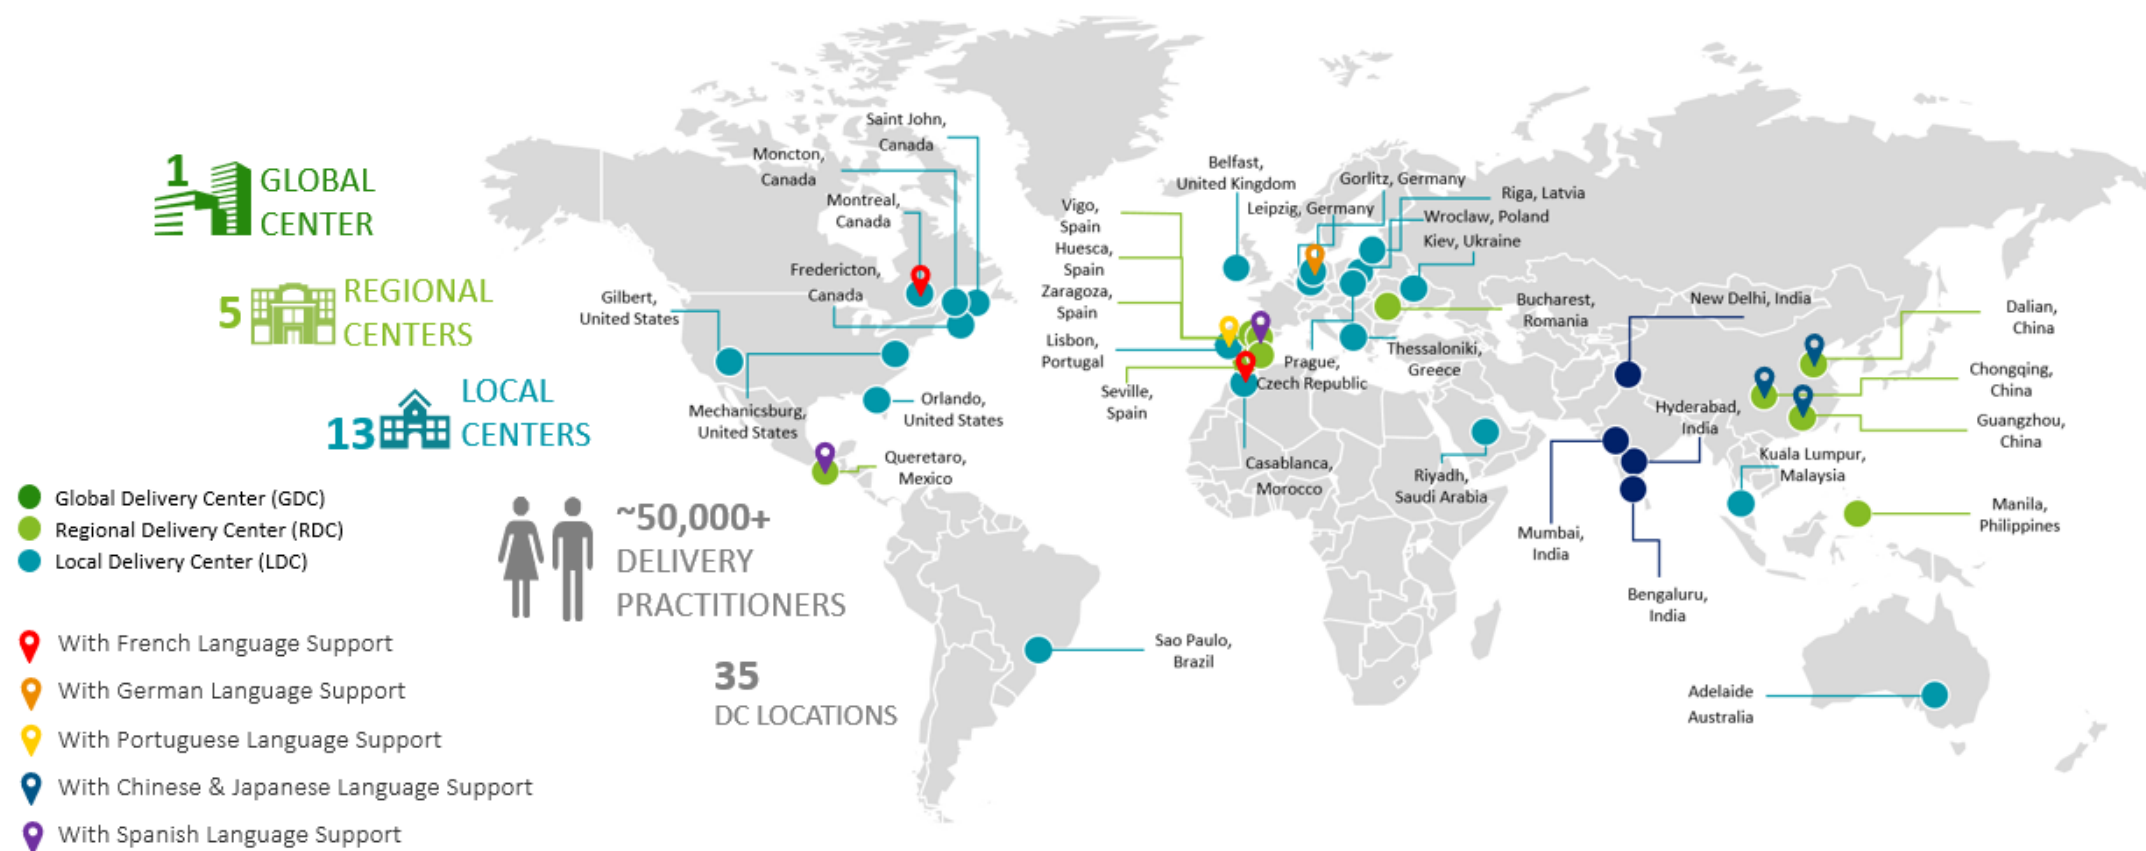 1
GLOBAL
CENTER
5
REGIONAL
CENTERS
13
LOCAL
CENTERS
Global Delivery Center (GDC)
Regional Delivery Center (RDC)
Local Delivery Center (LDC)
With French Language Support
With German Language Support
With Portuguese Language Support
With Chinese & Japanese Language Support
With Spanish Language Support
~50,000+
DELIVERY
PRACTITIONERS
35
DC LOCATIONS
Saint John,
Canada
Moncton,
Canada
Montreal,
Canada
Fredericton,
Canada
Gilbert,
United States
Mechanicsburg,
United States
Orlando,
United States
Queretaro,
Mexico
Sao Paulo,
Brazil
Belfast,
United Kingdom
Gorlitz, Germany
Leipzig, Germany
Riga, Latvia
Wroclaw, Poland
Kiev, Ukraine
Vigo,
Spain
Huesca,
Spain
Zaragoza,
Spain
Lisbon,
Portugal
Seville,
Spain
Prague,
Czech Republic
Thessaloniki,
Greece
Bucharest,
Romania
Casablanca,
Morocco
Riyadh,
Saudi Arabia
New Delhi, India
Hyderabad,
India
Mumbai,
India
Bengaluru,
India
Kuala Lumpur,
Malaysia
Dalian,
China
Chongqing,
China
Guangzhou,
China
Manila,
Philippines
Adelaide
Australia